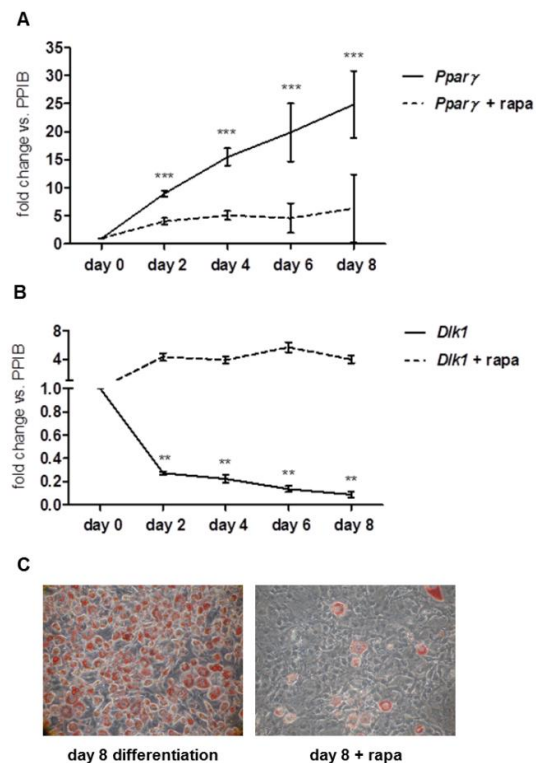 A
fold change vs. PPIB
35
30
25
20
15
10
5
0
***
***
***
***
Pparγ
Pparγ + rapa
day 0 day 2 day 4 day 6 day 8
B
fold change vs. PPIB
8
4
1.0
0.8
0.6
0.4
0.2
0.0
**
**
**
**
Dlk1
Dlk1 + rapa
day 0 day 2 day 4 day 6 day 8
C
day 8 differentiation day 8 + rapa